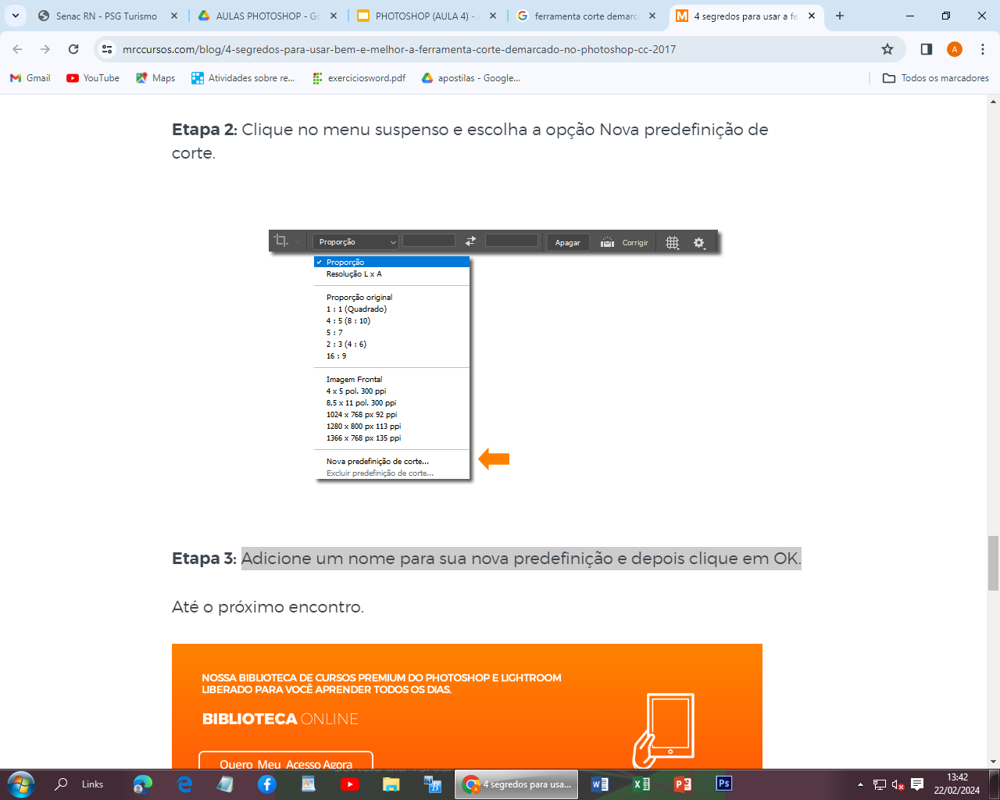 Senac RN - PSG Turismo
AULAS PHOTOSHOP - Go
PHOTOSHOP (AULA 4) - A
ferramenta corte demarc
4 segredos para usar a fe
mrccursos.com/blog/4-segredos-para-usar-bem-e-melhor-a-ferramenta-corte-demarcado-no-photoshop-cc-2017
A
Gmail
YouTube
Maps
Atividades sobre re...
exerciciosword.pdf
apostilas - Google...
Todos os marcadores
Etapa 2: Clique no menu suspenso e escolha a opção Nova predefinição de
corte.
Proporção
Apagar
Corrigir
Proporção
Resolução L x A
Proporção original
1 : 1 (Quadrado)
4 : 5 (8 : 10)
5 : 7
2 : 3 (4 : 6)
16 : 9
Imagem Frontal
4 x 5 pol. 300 ppi
8,5 x 11 pol. 300 ppi
1024 x 768 px 92 ppi
1280 x 800 px 113 ppi
1366 x 768 px 135 ppi
Nova predefinição de corte...
Excluir predefinição de corte...
Etapa 3: Adicione um nome para sua nova predefinição e depois clique em OK.
Até o próximo encontro.
NOSSA BIBLIOTECA DE CURSOS PREMIUM DO PHOTOSHOP E LIGHTROOM
LIBERADO PARA VOCÊ APRENDER TODOS OS DIAS.
BIBLIOTECA ONLINE
Quero Meu Acesso Agora
Links
4 segredos para usa...
13:42
22/02/2024